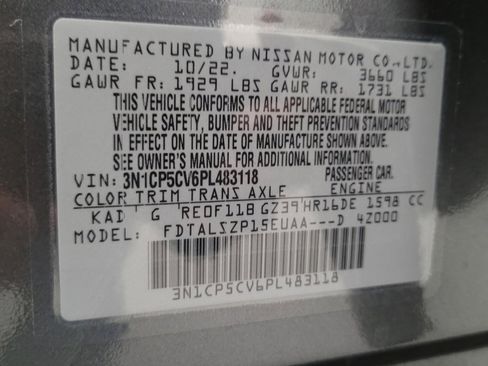 MANUFACTURED BY NISSAN MOTOR CO.,LTD.
DATE: 10/22. GVWR: 3660 LBS
GAWR FR: 1929 LBS GAWR RR: 1731 LBS
THIS VEHICLE CONFORMS TO ALL APPLICABLE FEDERAL MOTOR
VEHICLE SAFETY, BUMPER AND THEFT PREVENTION STANDARDS
IN EFFECT ON THE DATE OF MANUFACTURE SHOWN ABOVE.
SEE OWNER'S MANUAL FOR ADDITIONAL INFORMATION.
VIN: 3N1CP5CV6PL483118 PASSENGER CAR.
COLOR TRIM TRANS AXLE ENGINE
KAD G RE0F11B GZ39 HR16DE 1598 CC
MODEL: FDTALSZP15EUAA---D 4Z000
3N1CP5CV6PL483118